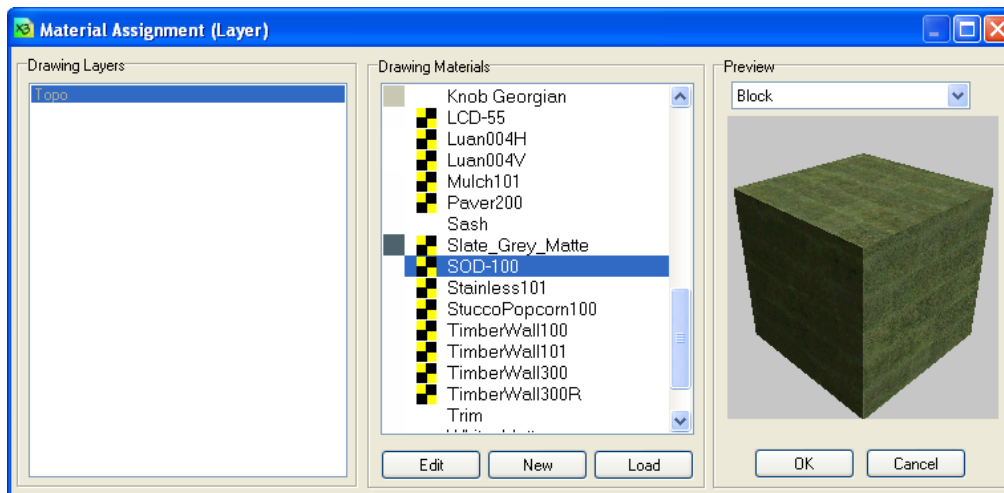 X3 Material Assignment (Layer)
Drawing Layers
Topo
Drawing Materials
Knob Georgian
LCD-55
Luan004H
Luan004V
Mulch101
Paver200
Sash
Slate_Grey_Matte
SOD-100
Stainless101
StuccoPopcorn100
TimberWall100
TimberWall101
TimberWall300
TimberWall300R
Trim
Edit New Load
Preview
Block
OK Cancel